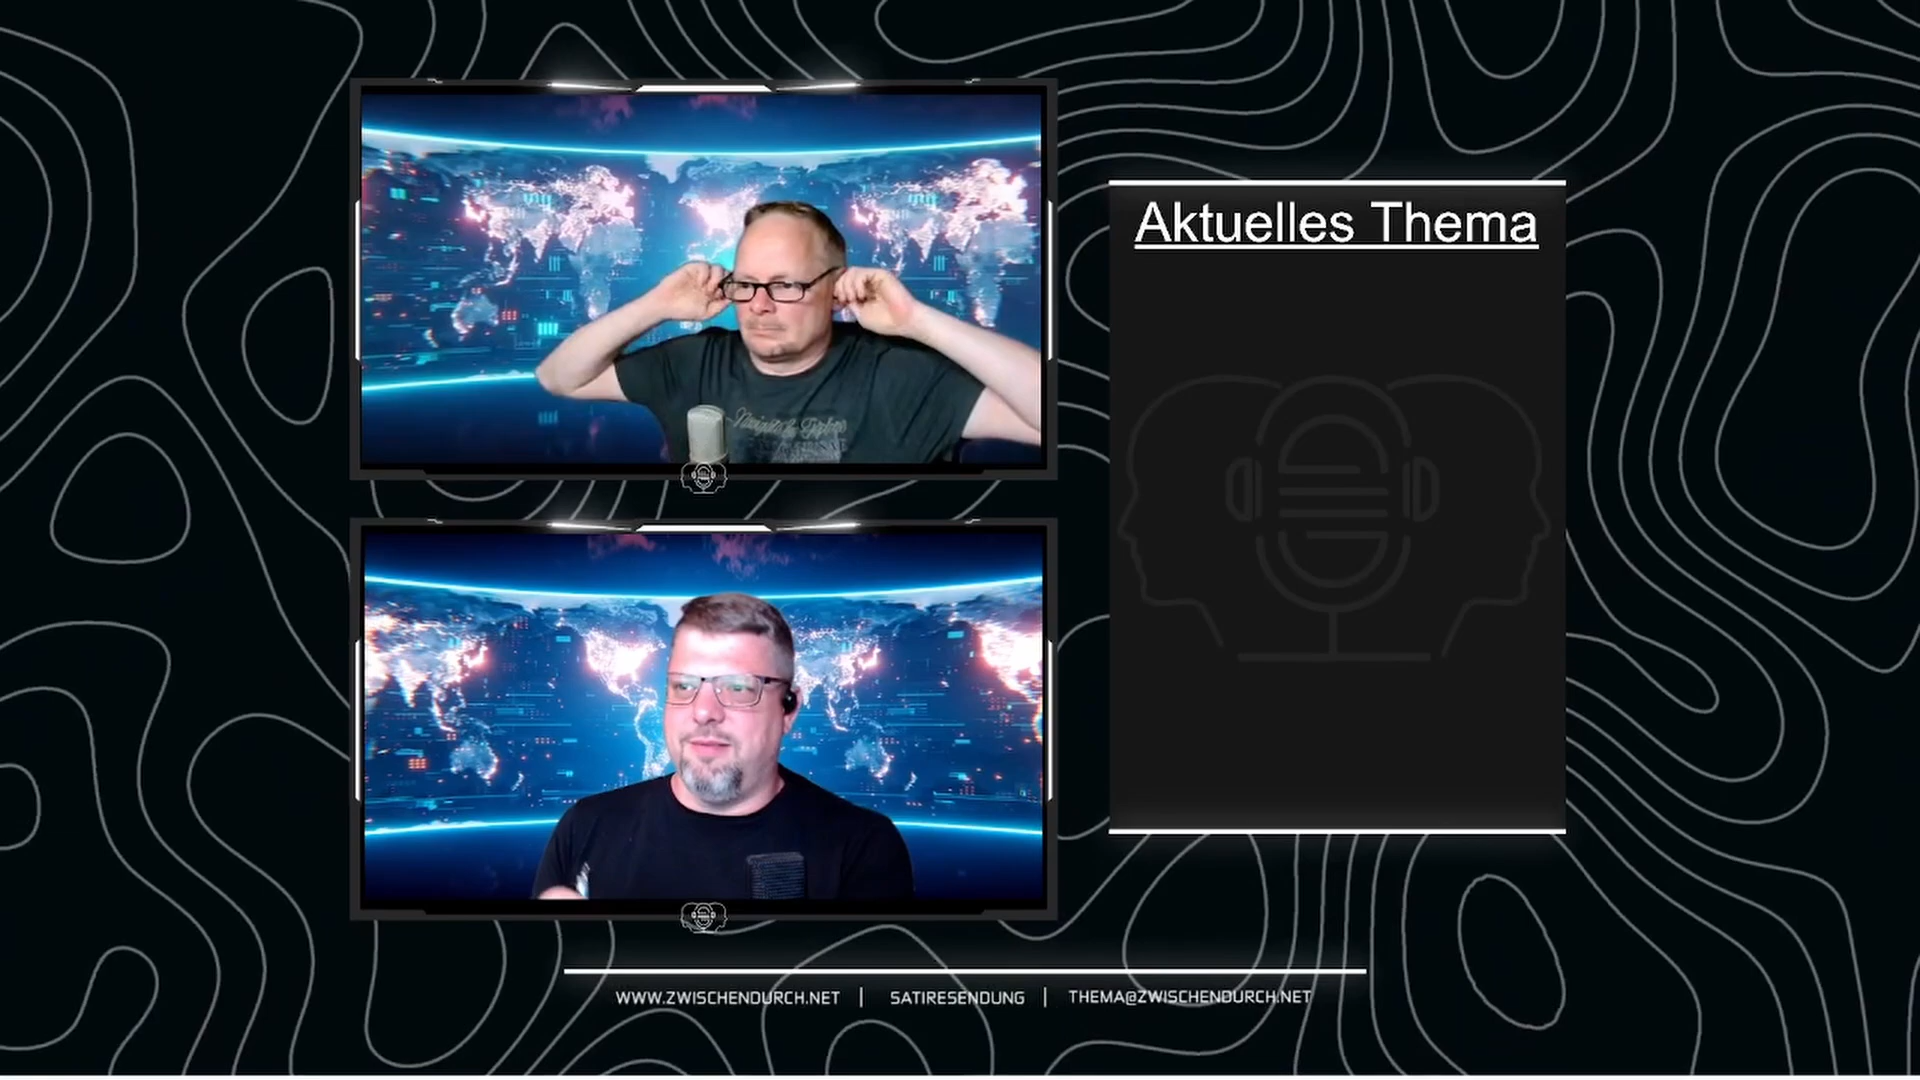 Aktuelles Thema
WWW.ZWISCHENDURCH.NET | SATIRESENDUNG | THEMA@ZWISCHENDURCH.NET